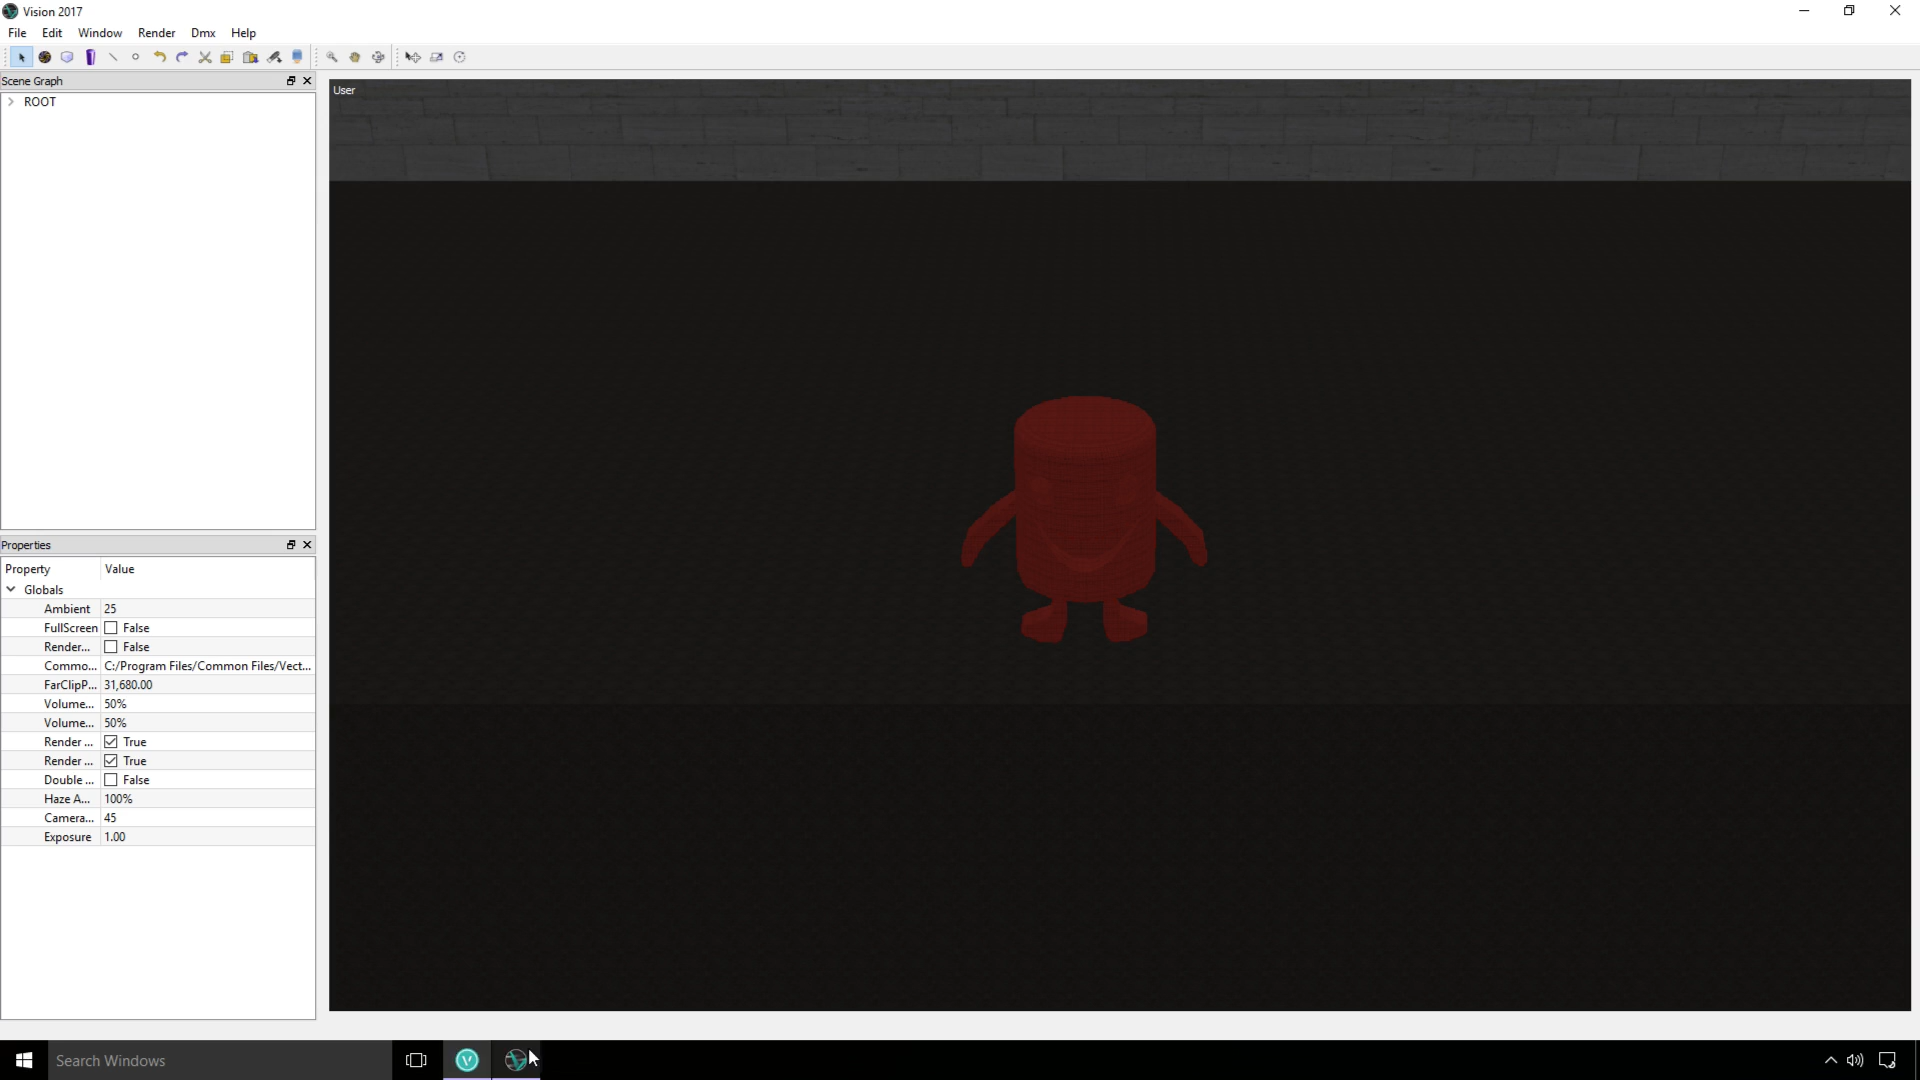 Vision 2017
File Edit Window Render Dmx Help
Scene Graph
ROOT
User
Properties
Property Value
Globals
Ambient 25
FullScreen False
Render... False
Commo... C:/Program Files/Common Files/Vect...
FarClipP... 31,680.00
Volume... 50%
Volume... 50%
Render ... True
Render ... True
Double ... False
Haze A... 100%
Camera... 45
Exposure 1.00
Search Windows